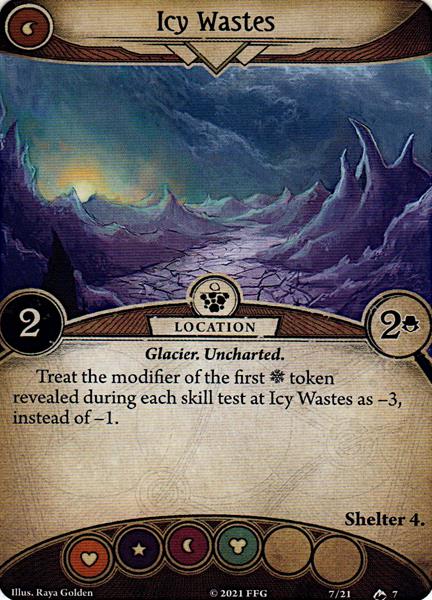 Icy Wastes
2
LOCATION
2
Glacier. Uncharted.
Treat the modifier of the first token
revealed during each skill test at Icy Wastes as –3,
instead of –1.
Shelter 4.
Illus. Raya Golden
© 2021 FFG
7/21
7